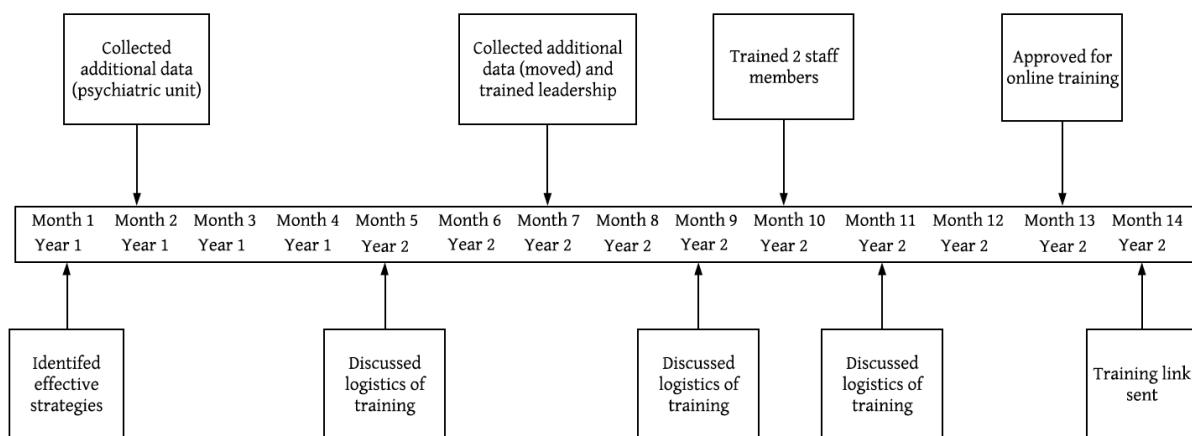 Collected
additional data
(psychiatric unit)
Collected additional
data (moved) and
trained leadership
Trained 2 staff
members
Approved for
online training
Month 1 Month 2 Month 3 Month 4 Month 5 Month 6 Month 7 Month 8 Month 9 Month 10 Month 11 Month 12 Month 13 Month 14
Year 1 Year 1 Year 1 Year 1 Year 2 Year 2 Year 2 Year 2 Year 2 Year 2 Year 2 Year 2 Year 2 Year 2
Identifed
effective
strategies
Discussed
logistics of
training
Discussed
logistics of
training
Discussed
logistics of
training
Training link
sent